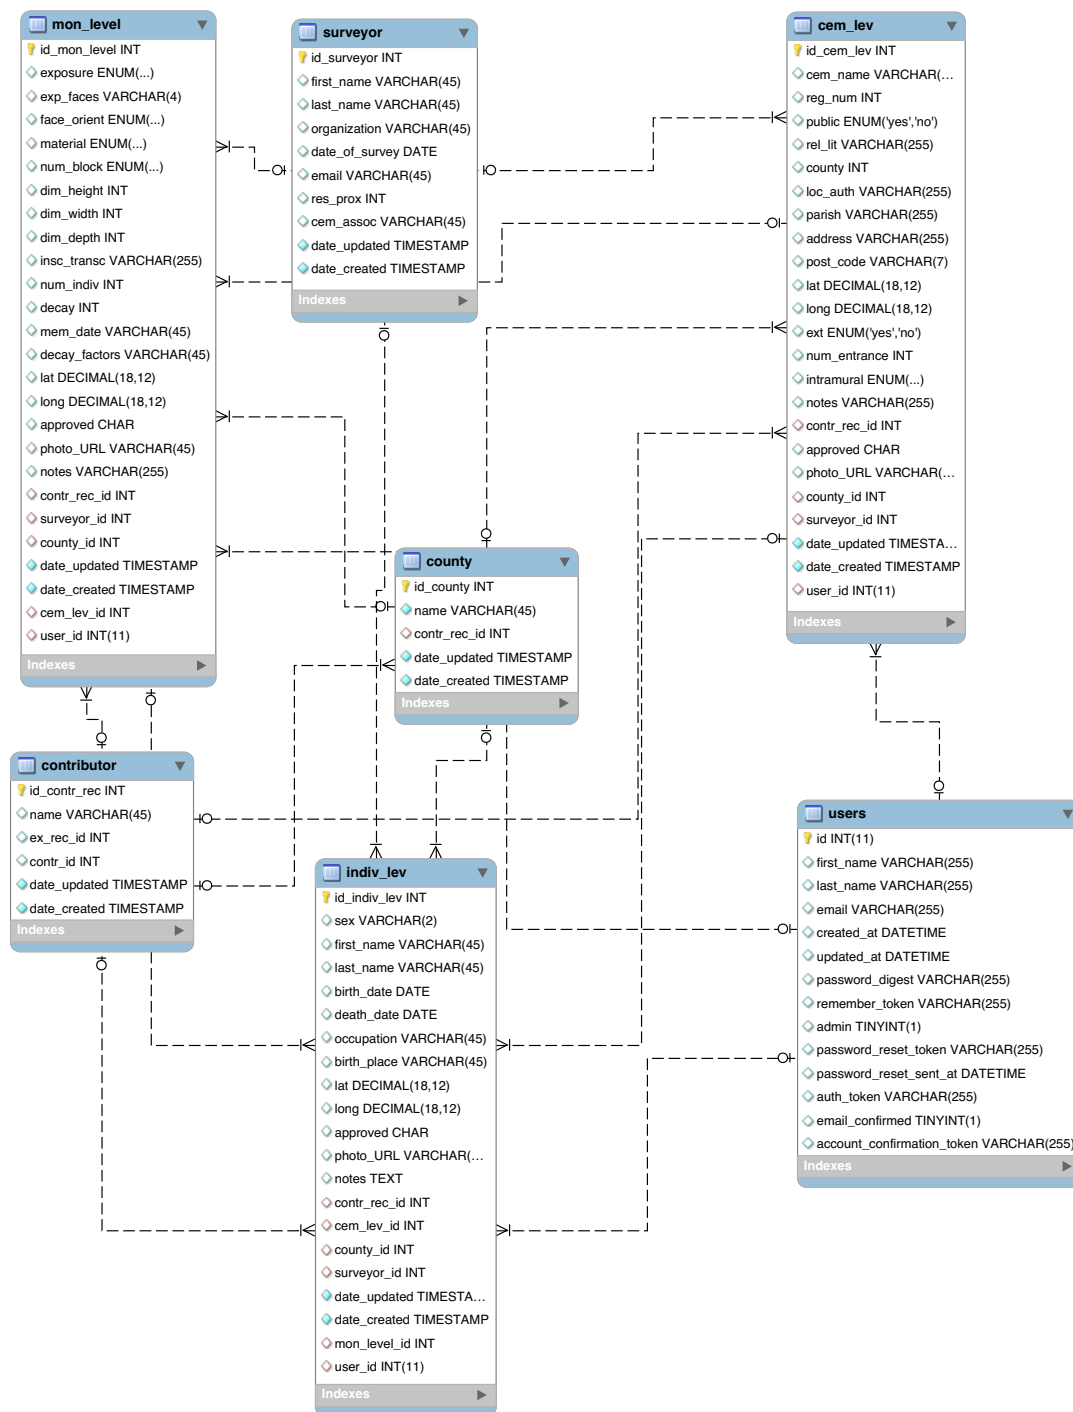 mon_level
id_mon_level INT
exposure ENUM(...)
exp_faces VARCHAR(4)
face_orient ENUM(...)
material ENUM(...)
num_block ENUM(...)
dim_height INT
dim_width INT
dim_depth INT
insc_transc VARCHAR(255)
num_indiv INT
decay INT
mem_date VARCHAR(45)
decay_factors VARCHAR(45)
lat DECIMAL(18,12)
long DECIMAL(18,12)
approved CHAR
photo_URL VARCHAR(45)
notes VARCHAR(255)
contr_rec_id INT
surveyor_id INT
county_id INT
date_updated TIMESTAMP
date_created TIMESTAMP
cem_lev_id INT
user_id INT(11)
Indexes
surveyor
id_surveyor INT
first_name VARCHAR(45)
last_name VARCHAR(45)
organization VARCHAR(45)
date_of_survey DATE
email VARCHAR(45)
res_prox INT
cem_assoc VARCHAR(45)
date_updated TIMESTAMP
date_created TIMESTAMP
Indexes
cem_lev
id_cem_lev INT
cem_name VARCHAR(...
reg_num INT
public ENUM('yes','no')
rel_lit VARCHAR(255)
county INT
loc_auth VARCHAR(255)
parish VARCHAR(255)
address VARCHAR(255)
post_code VARCHAR(7)
lat DECIMAL(18,12)
long DECIMAL(18,12)
ext ENUM('yes','no')
num_entrance INT
intramural ENUM(...)
notes VARCHAR(255)
contr_rec_id INT
approved CHAR
photo_URL VARCHAR(...
county_id INT
surveyor_id INT
date_updated TIMESTA...
date_created TIMESTAMP
user_id INT(11)
Indexes
county
id_county INT
name VARCHAR(45)
contr_rec_id INT
date_updated TIMESTAMP
date_created TIMESTAMP
Indexes
contributor
id_contr_rec INT
name VARCHAR(45)
ex_rec_id INT
contr_id INT
date_updated TIMESTAMP
date_created TIMESTAMP
Indexes
indiv_lev
id_indiv_lev INT
sex VARCHAR(2)
first_name VARCHAR(45)
last_name VARCHAR(45)
birth_date DATE
death_date DATE
occupation VARCHAR(45)
birth_place VARCHAR(45)
lat DECIMAL(18,12)
long DECIMAL(18,12)
approved CHAR
photo_URL VARCHAR(...
notes TEXT
contr_rec_id INT
cem_lev_id INT
county_id INT
surveyor_id INT
date_updated TIMESTA...
date_created TIMESTAMP
mon_level_id INT
user_id INT(11)
Indexes
users
id INT(11)
first_name VARCHAR(255)
last_name VARCHAR(255)
email VARCHAR(255)
created_at DATETIME
updated_at DATETIME
password_digest VARCHAR(255)
remember_token VARCHAR(255)
admin TINYINT(1)
password_reset_token VARCHAR(255)
password_reset_sent_at DATETIME
auth_token VARCHAR(255)
email_confirmed TINYINT(1)
account_confirmation_token VARCHAR(255)
Indexes